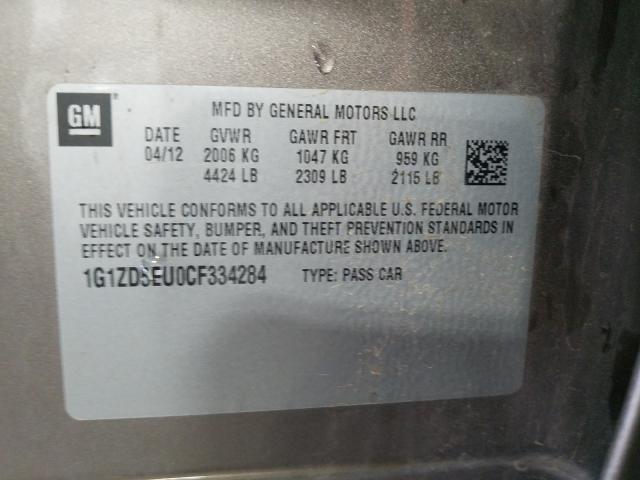 GM®
MFD BY GENERAL MOTORS LLC
DATE GVWR GAWR FRT GAWR RR
04/12 2006 KG 1047 KG 959 KG
4424 LB 2309 LB 2115 LB
THIS VEHICLE CONFORMS TO ALL APPLICABLE U.S. FEDERAL MOTOR
VEHICLE SAFETY, BUMPER, AND THEFT PREVENTION STANDARDS IN
EFFECT ON THE DATE OF MANUFACTURE SHOWN ABOVE.
1G1ZD5EU0CF334284 TYPE: PASS CAR